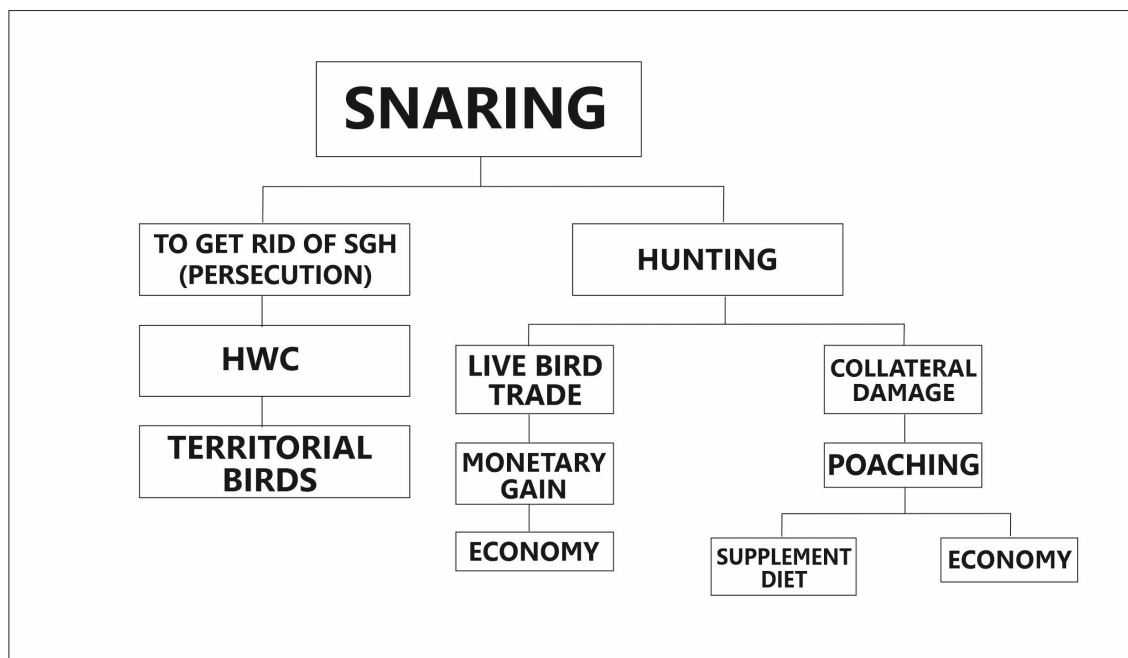 SNARING
TO GET RID OF SGH
(PERSECUTION)
HUNTING
HWC
LIVE BIRD
TRADE
COLLATERAL
DAMAGE
TERRITORIAL
BIRDS
MONETARY
GAIN
POACHING
ECONOMY
SUPPLEMENT
DIET
ECONOMY